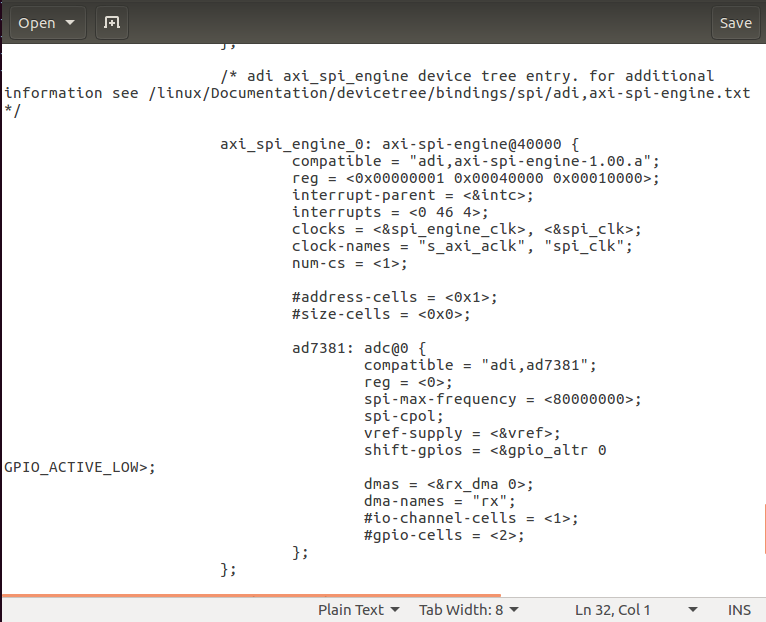 Open
Save
};
/* adi axi_spi_engine device tree entry. for additional
information see /linux/Documentation/devicetree/bindings/spi/adi,axi-spi-engine.txt
*/
axi_spi_engine_0: axi-spi-engine@40000 {
compatible = "adi,axi-spi-engine-1.00.a";
reg = <0x00000001 0x00040000 0x00010000>;
interrupt-parent = <&intc>;
interrupts = <0 46 4>;
clocks = <&spi_engine_clk>, <&spi_clk>;
clock-names = "s_axi_aclk", "spi_clk";
num-cs = <1>;
#address-cells = <0x1>;
#size-cells = <0x0>;
ad7381: adc@0 {
compatible = "adi,ad7381";
reg = <0>;
spi-max-frequency = <80000000>;
spi-cpol;
vref-supply = <&vref>;
shift-gpios = <&gpio_altr 0
GPIO_ACTIVE_LOW>;
dmas = <&rx_dma 0>;
dma-names = "rx";
#io-channel-cells = <1>;
#gpio-cells = <2>;
};
};
Plain Text Tab Width: 8 Ln 32, Col 1 INS